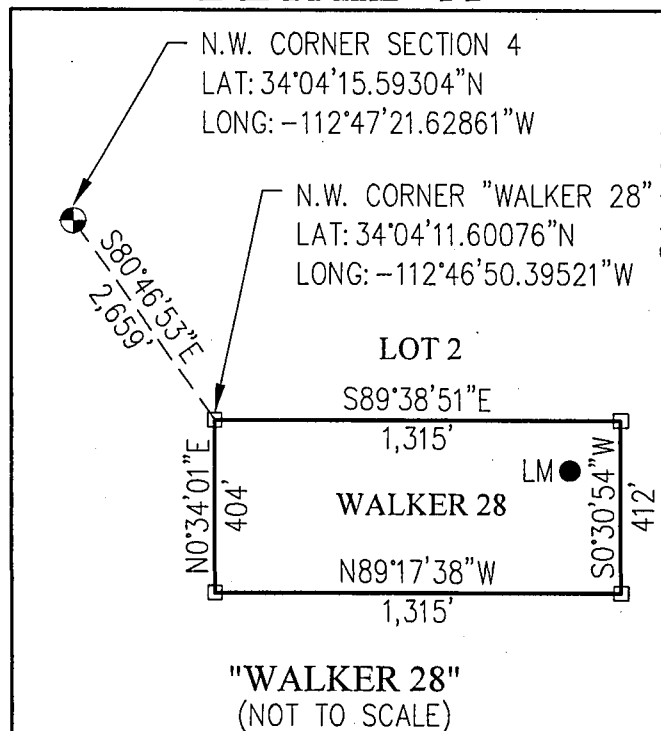 N.W. CORNER SECTION 4
LAT: 34°04'15.59304"N
LONG: -112°47'21.62861"W
N.W. CORNER "WALKER 28"
LAT: 34°04'11.60076"N
LONG: -112°46'50.39521"W
S80°46'53"E
2,659'
LOT 2
S89°38'51"E
1,315'
LM
N0°34'01"E
404'
WALKER 28
S0°30'54"W
412'
N89°17'38"W
1,315'
"WALKER 28"
(NOT TO SCALE)